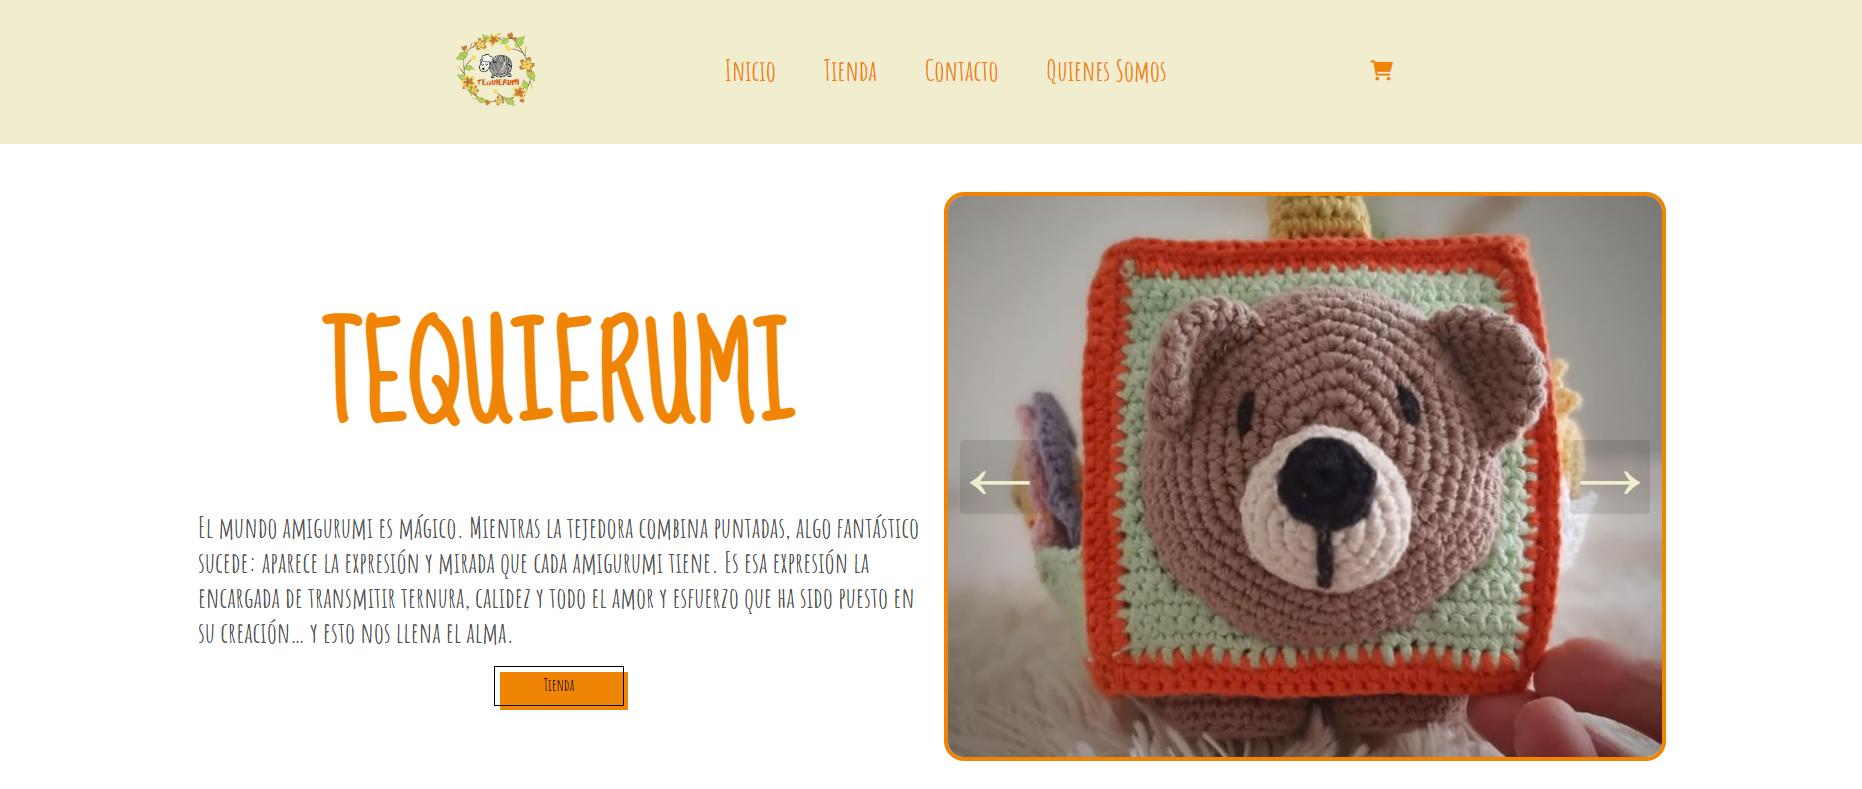 TEQUIERUMI
Inicio Tienda Contacto Quienes Somos
TEQUIERUMI
El mundo amigurumi es mágico. Mientras la tejedora combina puntadas, algo fantástico
sucede: aparece la expresión y mirada que cada amigurumi tiene. Es esa expresión la
encargada de transmitir ternura, calidez y todo el amor y esfuerzo que ha sido puesto en
su creación... y esto nos llena el alma.
Tienda